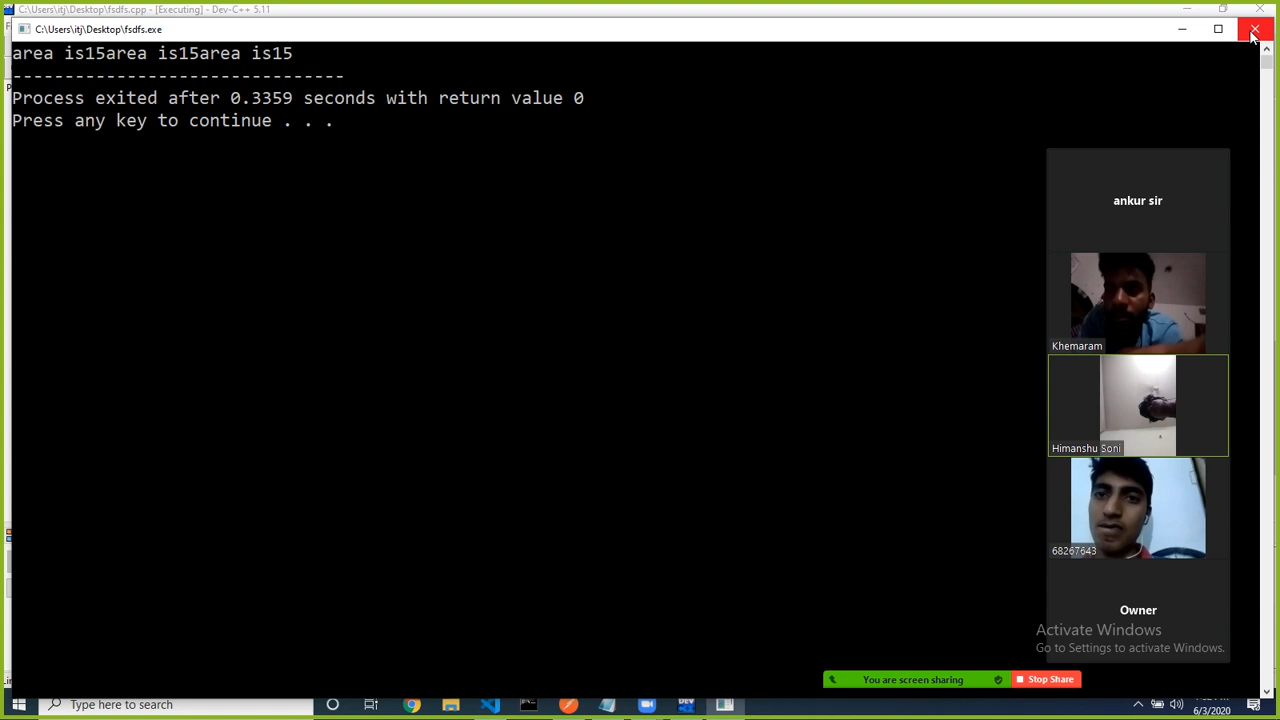 C:\Users\itj\Desktop\fsdfs.cpp - [Executing] - Dev-C++ 5.11
C:\Users\itj\Desktop\fsdfs.exe
area is15area is15area is15
--------------------------------
Process exited after 0.3359 seconds with return value 0
Press any key to continue . . .
ankur sir
Khemaram
Himanshu Soni
68267643
Owner
Activate Windows
Go to Settings to activate Windows.
You are screen sharing
Stop Share
Type here to search
DEV
6/3/2020